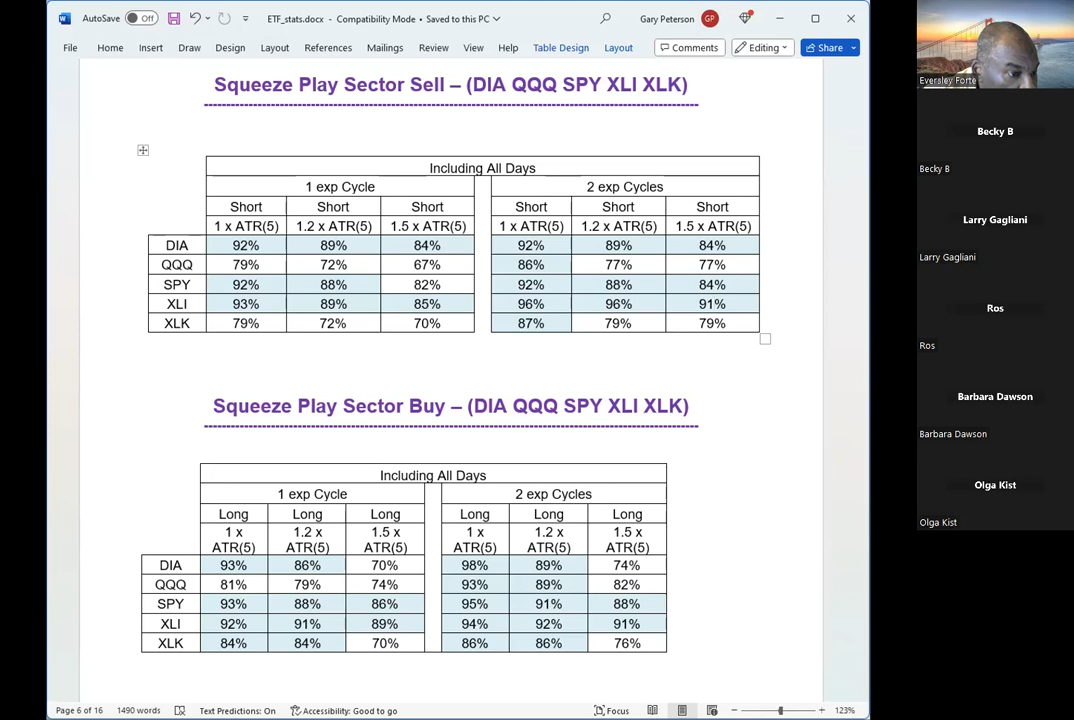 AutoSave Off ETF_stats.docx - Compatibility Mode • Saved to this PC Gary Peterson GP
File Home Insert Draw Design Layout References Mailings Review View Help Table Design Layout Comments Editing Share
Squeeze Play Sector Sell – (DIA QQQ SPY XLI XLK)
Including All Days
1 exp Cycle 2 exp Cycles
Short Short Short Short Short Short
1 x ATR(5) 1.2 x ATR(5) 1.5 x ATR(5) 1 x ATR(5) 1.2 x ATR(5) 1.5 x ATR(5)
DIA 92% 89% 84% 92% 89% 84%
QQQ 79% 72% 67% 86% 77% 77%
SPY 92% 88% 82% 92% 88% 84%
XLI 93% 89% 85% 96% 96% 91%
XLK 79% 72% 70% 87% 79% 79%
Squeeze Play Sector Buy – (DIA QQQ SPY XLI XLK)
Including All Days
1 exp Cycle 2 exp Cycles
Long Long Long Long Long Long
1 x 1.2 x 1.5 x 1 x 1.2 x 1.5 x
ATR(5) ATR(5) ATR(5) ATR(5) ATR(5) ATR(5)
DIA 93% 86% 70% 98% 89% 74%
QQQ 81% 79% 74% 93% 89% 82%
SPY 93% 88% 86% 95% 91% 88%
XLI 92% 91% 89% 94% 92% 91%
XLK 84% 84% 70% 86% 86% 76%
Page 6 of 16 1490 words Text Predictions: On Accessibility: Good to go Focus 123%
Eversley Forte
Becky B
Becky B
Larry Gagliani
Larry Gagliani
Ros
Ros
Barbara Dawson
Barbara Dawson
Olga Kist
Olga Kist